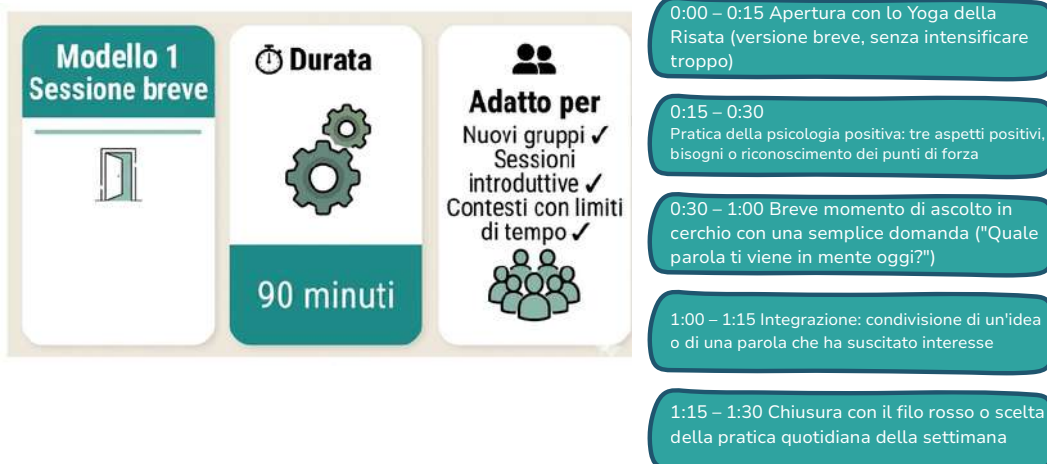 Modello 1
Sessione breve
Durata
90 minuti
Adatto per
Nuovi gruppi ✓
Sessioni
introduttive ✓
Contesti con limiti
di tempo ✓
0:00 – 0:15 Apertura con lo Yoga della
Risata (versione breve, senza intensificare
troppo)
0:15 – 0:30
Pratica della psicologia positiva: tre aspetti positivi,
bisogni o riconoscimento dei punti di forza
0:30 – 1:00 Breve momento di ascolto in
cerchio con una semplice domanda ("Quale
parola ti viene in mente oggi?")
1:00 – 1:15 Integrazione: condivisione di un'idea
o di una parola che ha suscitato interesse
1:15 – 1:30 Chiusura con il filo rosso o scelta
della pratica quotidiana della settimana